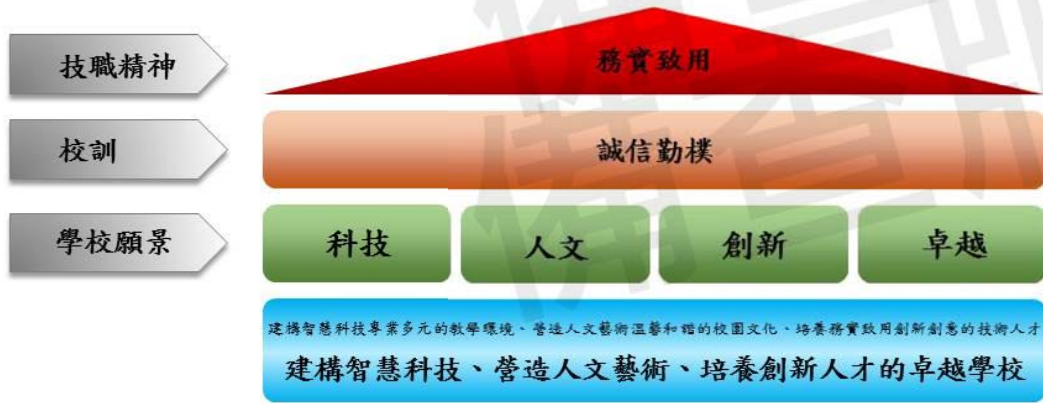 技職精神
務實致用
校訓
誠信勤樸
學校願景
科技
人文
創新
卓越
建構智慧科技專業多元的教學環境、營造人文藝術溫馨和諧的校園文化、培養務實致用創新創意的技術人才
建構智慧科技、營造人文藝術、培養創新人才的卓越學校